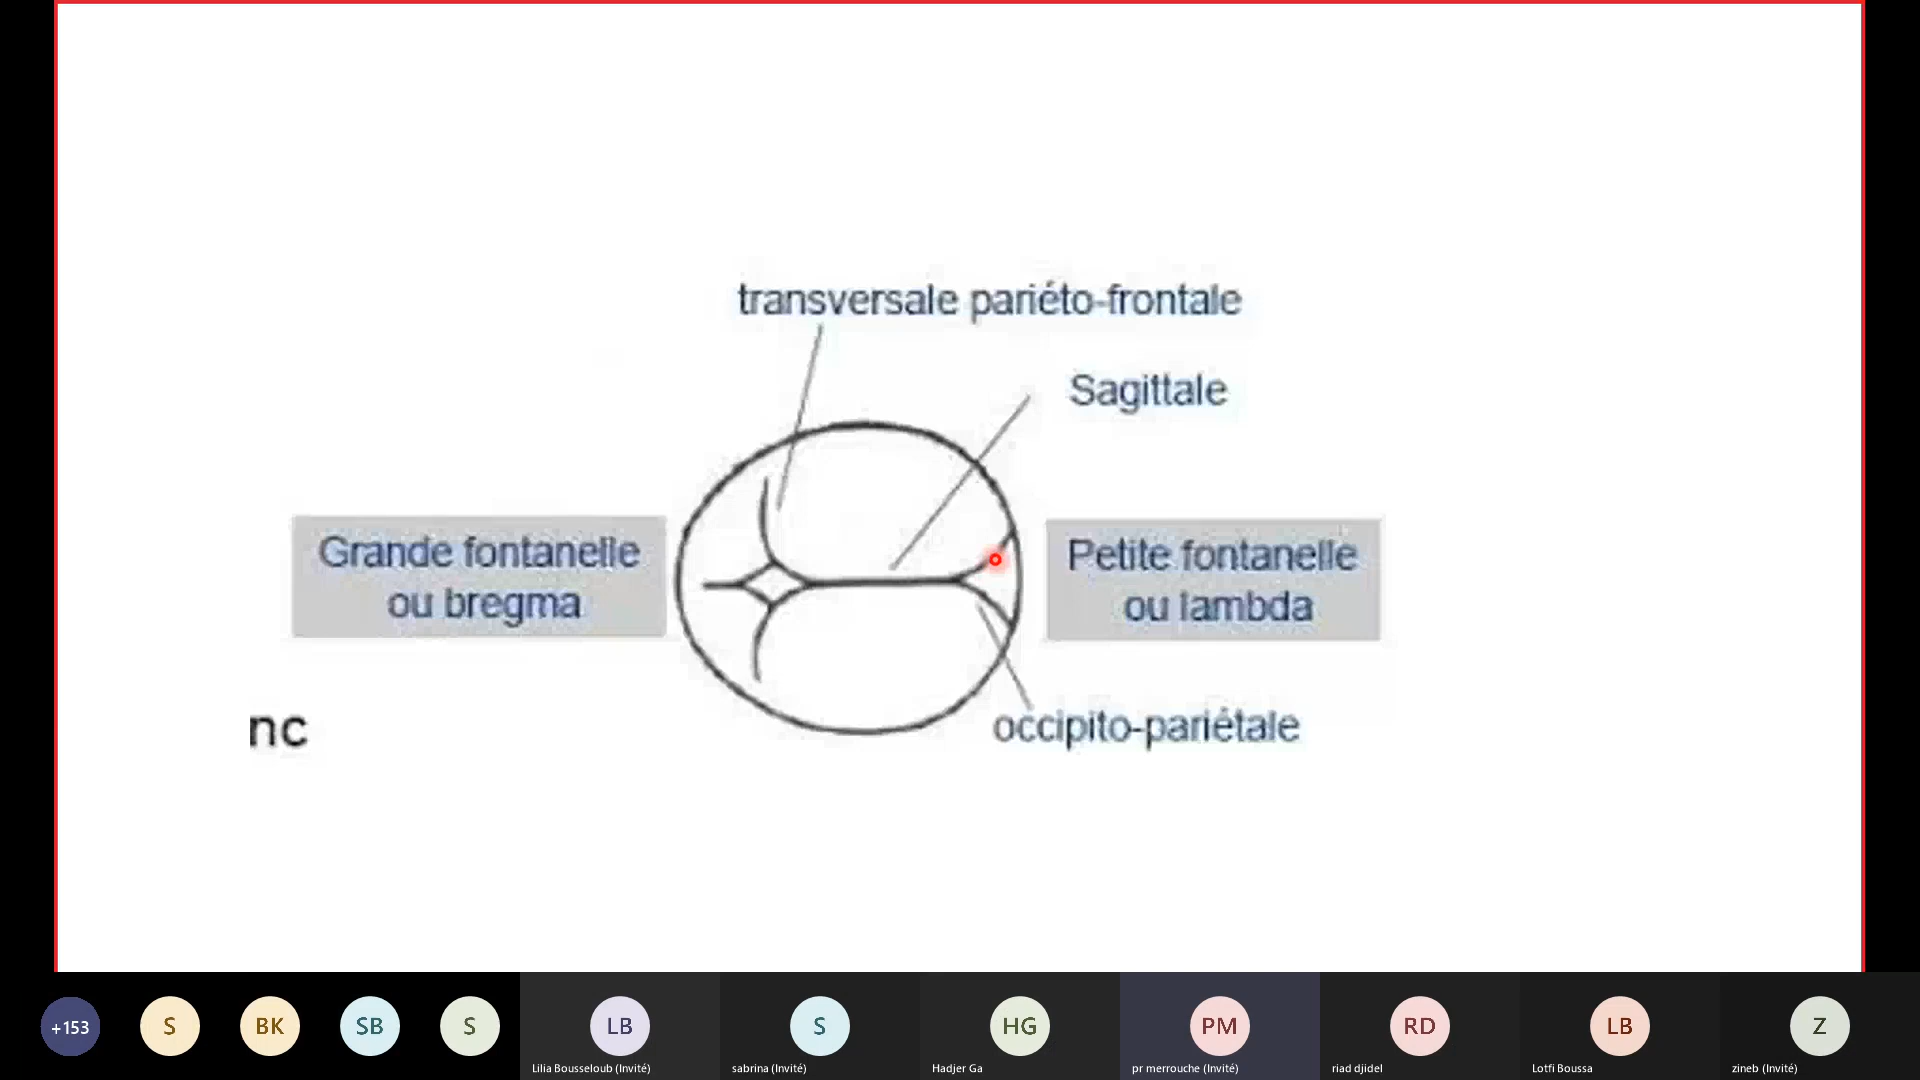 transversale pariéto-frontale
Sagittale
Grande fontanelle
ou bregma
Petite fontanelle
ou lambda
nc
occipito-pariétale
+153
S
BK
SB
S
LB
S
HG
PM
RD
LB
Z
Lilia Bousseloub (Invité)
sabrina (Invité)
Hadjer Ga
pr merrouche (Invité)
riad djidel
Lotfi Boussa
zineb (Invité)